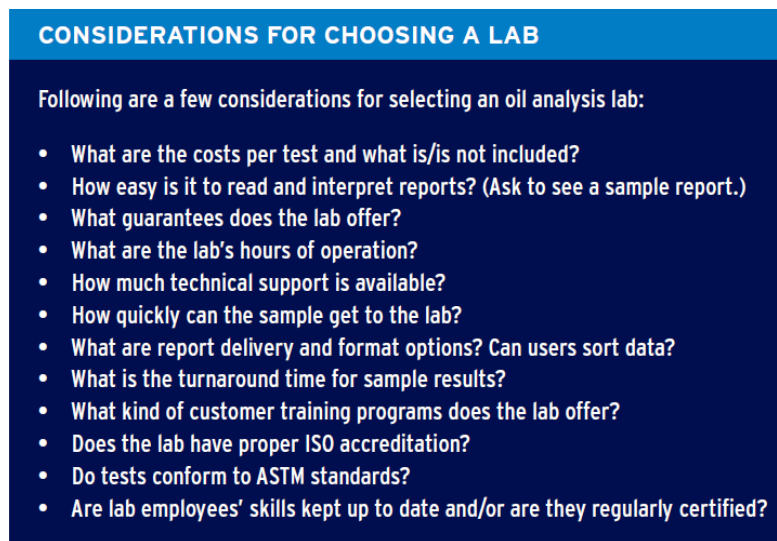 CONSIDERATIONS FOR CHOOSING A LAB
Following are a few considerations for selecting an oil analysis lab:
• What are the costs per test and what is/is not included?
• How easy is it to read and interpret reports? (Ask to see a sample report.)
• What guarantees does the lab offer?
• What are the lab's hours of operation?
• How much technical support is available?
• How quickly can the sample get to the lab?
• What are report delivery and format options? Can users sort data?
• What is the turnaround time for sample results?
• What kind of customer training programs does the lab offer?
• Does the lab have proper ISO accreditation?
• Do tests conform to ASTM standards?
• Are lab employees' skills kept up to date and/or are they regularly certified?